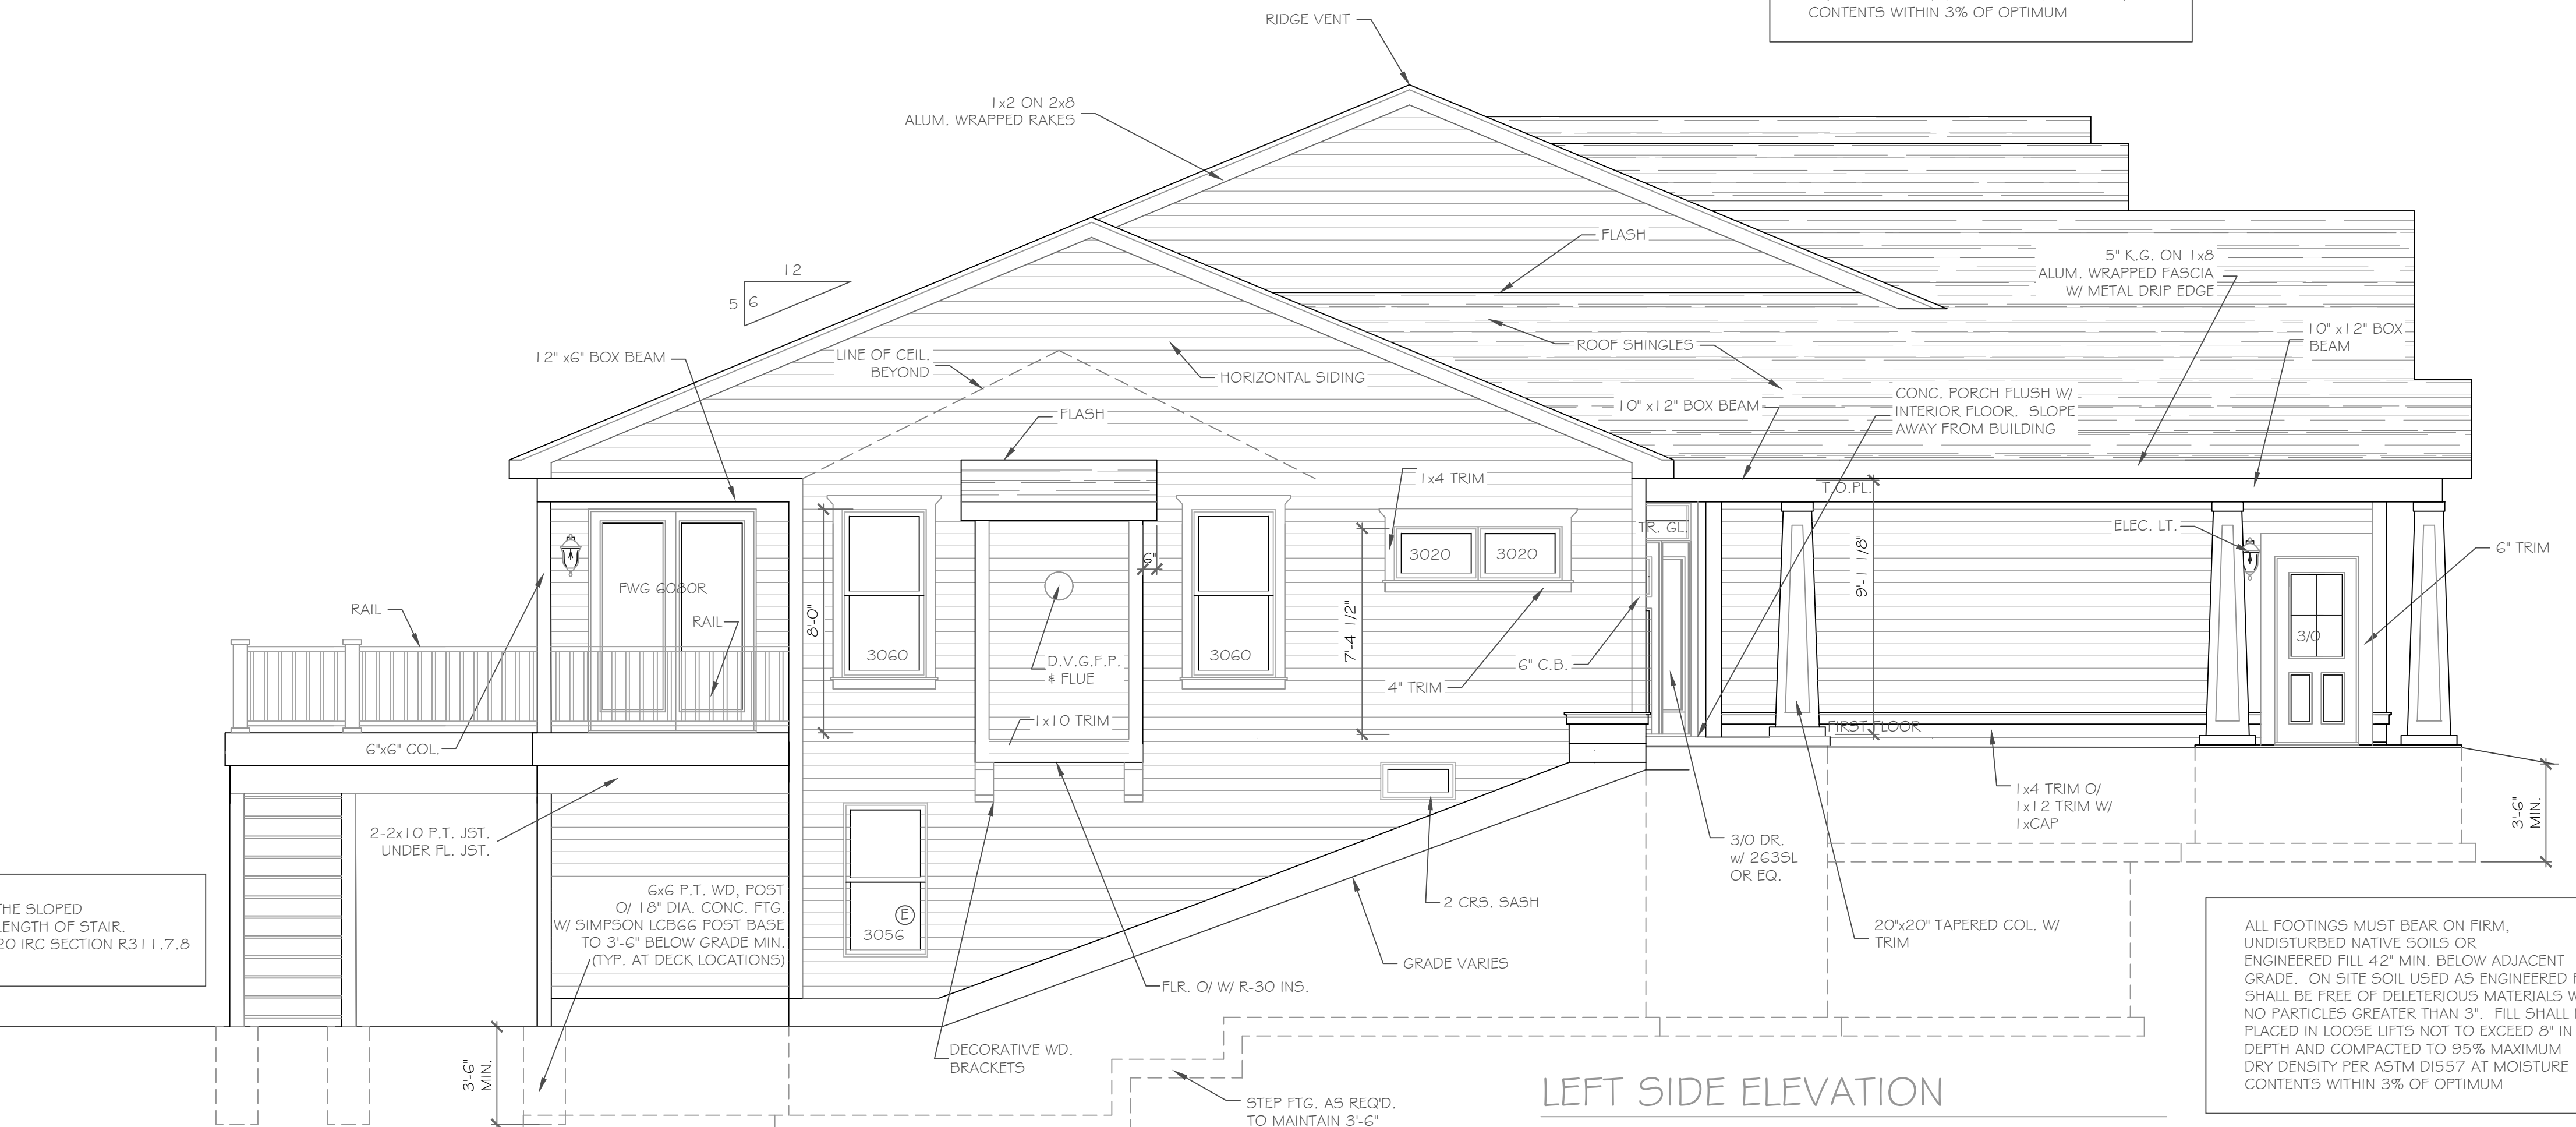 CONTENTS WITHIN 3% OF OPTIMUM
RIDGE VENT
1x2 ON 2x8
ALUM. WRAPPED RAKES
FLASH
5" K.G. ON 1x8
ALUM. WRAPPED FASCIA
W/ METAL DRIP EDGE
12
5
6
10" x12" BOX
BEAM
12" x6" BOX BEAM
LINE OF CEIL.
BEYOND
ROOF SHINGLES
HORIZONTAL SIDING
CONC. PORCH FLUSH W/
INTERIOR FLOOR. SLOPE
AWAY FROM BUILDING
10" x12" BOX BEAM
FLASH
1x4 TRIM
T.O.PL.
TR. GL.
ELEC. LT.
6" TRIM
6"
3020
3020
9'-1 1/8"
FWG 6080R
RAIL
RAIL
8'-0"
7'-4 1/2"
3/0
3060
3060
D.V.G.F.P.
& FLUE
6" C.B.
4" TRIM
1x10 TRIM
FIRST FLOOR
6"x6" COL.
1x4 TRIM O/
1x12 TRIM W/
1xCAP
3'-6"
MIN.
2-2x10 P.T. JST.
UNDER FL. JST.
3/0 DR.
w/ 2635L
OR EQ.
THE SLOPED
LENGTH OF STAIR.
20 IRC SECTION R311.7.8
6x6 P.T. WD, POST
O/ 18" DIA. CONC. FTG.
W/ SIMPSON LCB66 POST BASE
TO 3'-6" BELOW GRADE MIN.
(TYP. AT DECK LOCATIONS)
E
3056
2 CRS. SASH
20"x20" TAPERED COL. W/
TRIM
GRADE VARIES
FLR. O/ W/ R-30 INS.
DECORATIVE WD.
BRACKETS
3'-6"
MIN.
STEP FTG. AS REQ'D.
TO MAINTAIN 3'-6"
LEFT SIDE ELEVATION
ALL FOOTINGS MUST BEAR ON FIRM,
UNDISTURBED NATIVE SOILS OR
ENGINEERED FILL 42" MIN. BELOW ADJACENT
GRADE. ON SITE SOIL USED AS ENGINEERED
SHALL BE FREE OF DELETERIOUS MATERIALS
NO PARTICLES GREATER THAN 3". FILL SHALL
PLACED IN LOOSE LIFTS NOT TO EXCEED 8" IN
DEPTH AND COMPACTED TO 95% MAXIMUM
DRY DENSITY PER ASTM D1557 AT MOISTURE
CONTENTS WITHIN 3% OF OPTIMUM